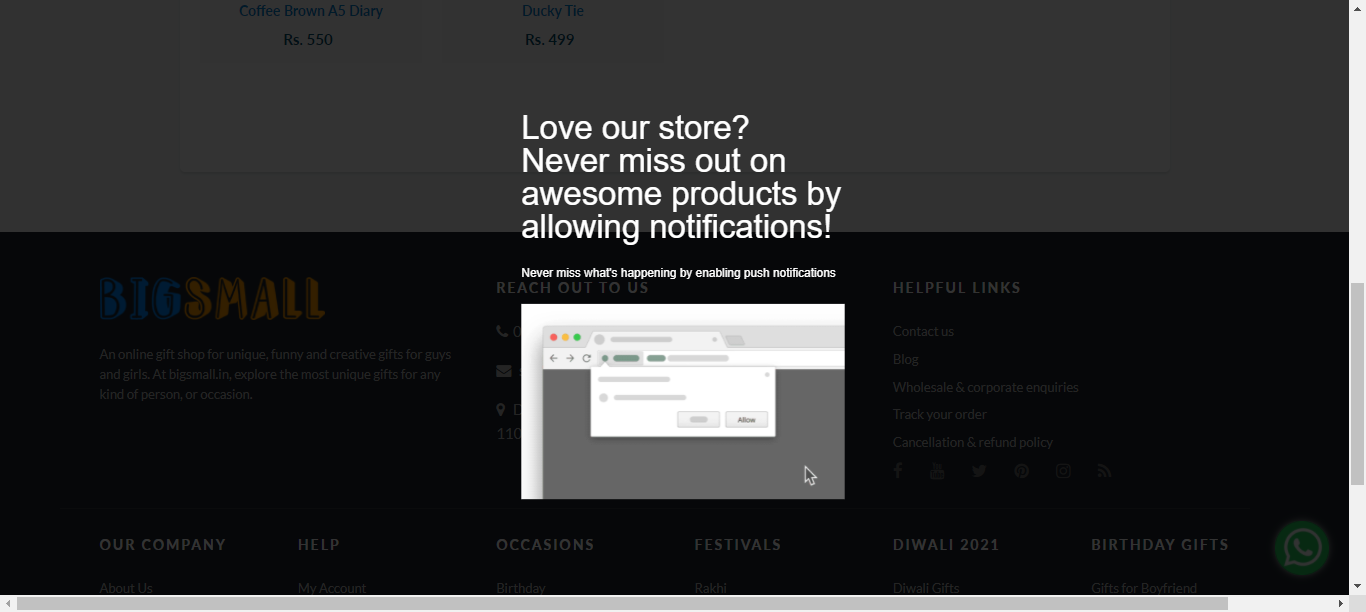 Coffee Brown A5 Diary
Rs. 550
Ducky Tie
Rs. 499
Love our store?
Never miss out on
awesome products by
allowing notifications!
Never miss what's happening by enabling push notifications
Allow
BIGSMALL
An online gift shop for unique, funny and creative gifts for guys
and girls. At bigsmall.in, explore the most unique gifts for any
kind of person, or occasion.
REACH OUT TO US
0
D
110
HELPFUL LINKS
Contact us
Blog
Wholesale & corporate enquiries
Track your order
Cancellation & refund policy
OUR COMPANY
About Us
HELP
My Account
OCCASIONS
Birthday
FESTIVALS
Rakhi
DIWALI 2021
Diwali Gifts
BIRTHDAY GIFTS
Gifts for Boyfriend